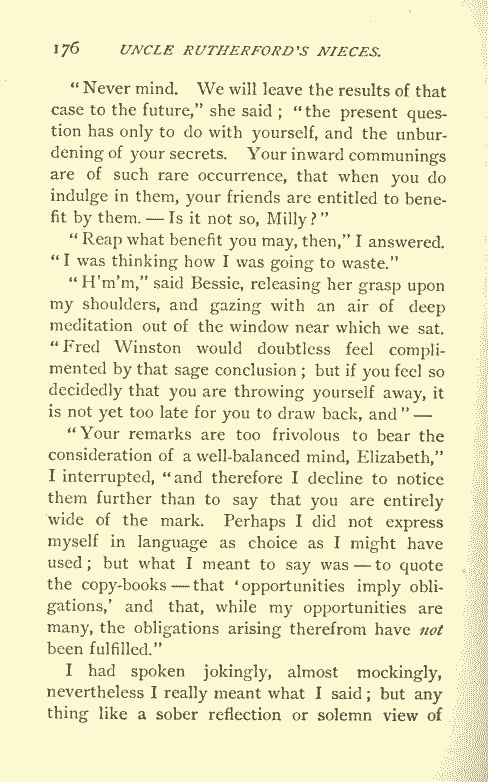 176 UNCLE RUTHERFORD'S NIECES.
"Never mind. We will leave the results of that
case to the future," she said; "the present ques-
tion has only to do with yourself, and the unbur-
dening of your secrets. Your inward communings
are of such rare occurrence, that when you do
indulge in them, your friends are entitled to bene-
fit by them. — Is it not so, Milly?"
"Reap what benefit you may, then," I answered.
"I was thinking how I was going to waste."
"H'm'm," said Bessie, releasing her grasp upon
my shoulders, and gazing with an air of deep
meditation out of the window near which we sat.
"Fred Winston would doubtless feel compli-
mented by that sage conclusion; but if you feel so
decidedly that you are throwing yourself away, it
is not yet too late for you to draw back, and" —
"Your remarks are too frivolous to bear the
consideration of a well-balanced mind, Elizabeth,"
I interrupted, "and therefore I decline to notice
them further than to say that you are entirely
wide of the mark. Perhaps I did not express
myself in language as choice as I might have
used; but what I meant to say was — to quote
the copy-books — that 'opportunities imply obli-
gations,' and that, while my opportunities are
many, the obligations arising therefrom have not
been fulfilled."
I had spoken jokingly, almost mockingly,
nevertheless I really meant what I said; but any
thing like a sober reflection or solemn view of